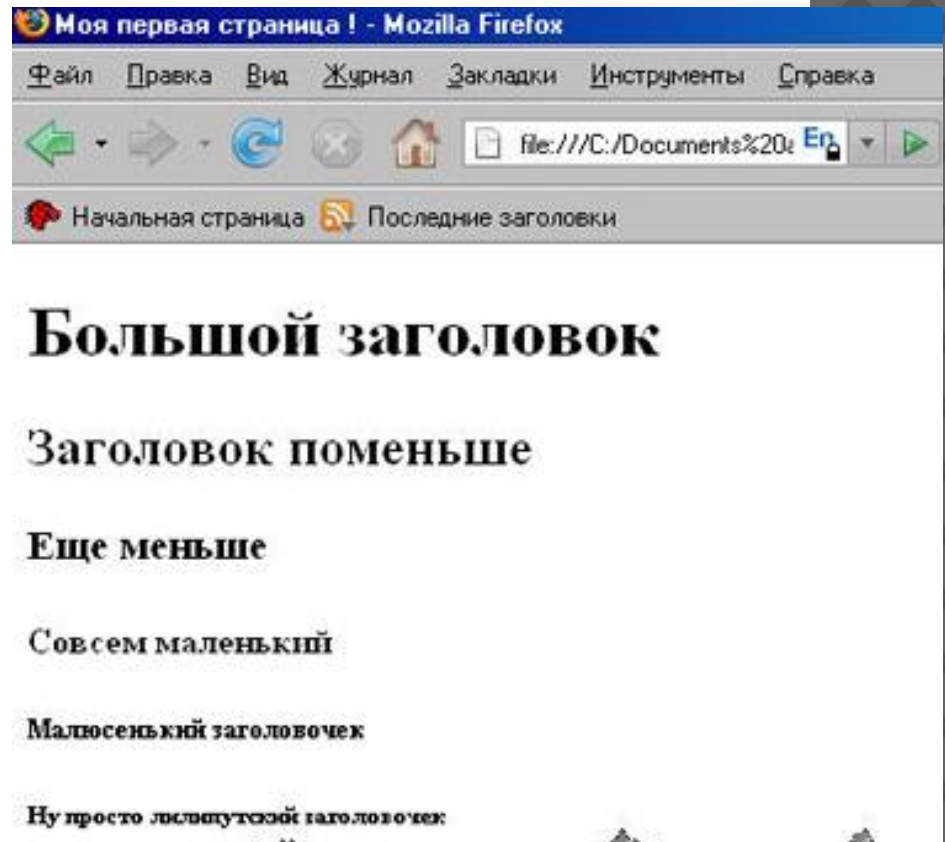 Моя первая страница ! - Mozilla Firefox
Файл Правка Вид Журнал Закладки Инструменты Справка
file:///C:/Documents%20a En
Начальная страница Последние заголовки
Большой заголовок
Заголовок поменьше
Еще меньше
Совсем маленький
Малюсенький заголовочек
Ну просто лилипутский заголовочек